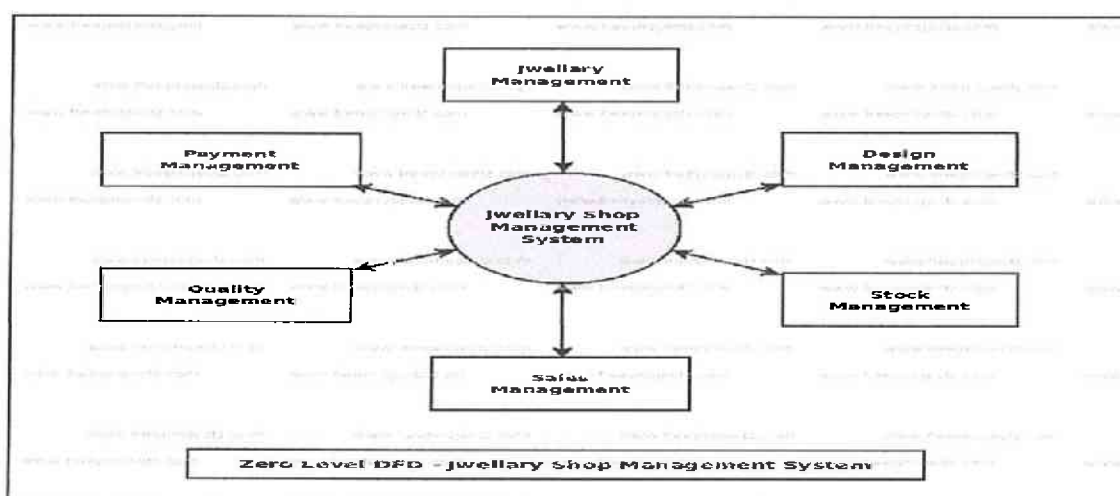 Jwellary
Management
Payment
Management
Design
Management
Jwellary Shop
Management
System
Quality
Management
Stock
Management
Sales
Management
Zero Level DFD - Jwellary Shop Management System